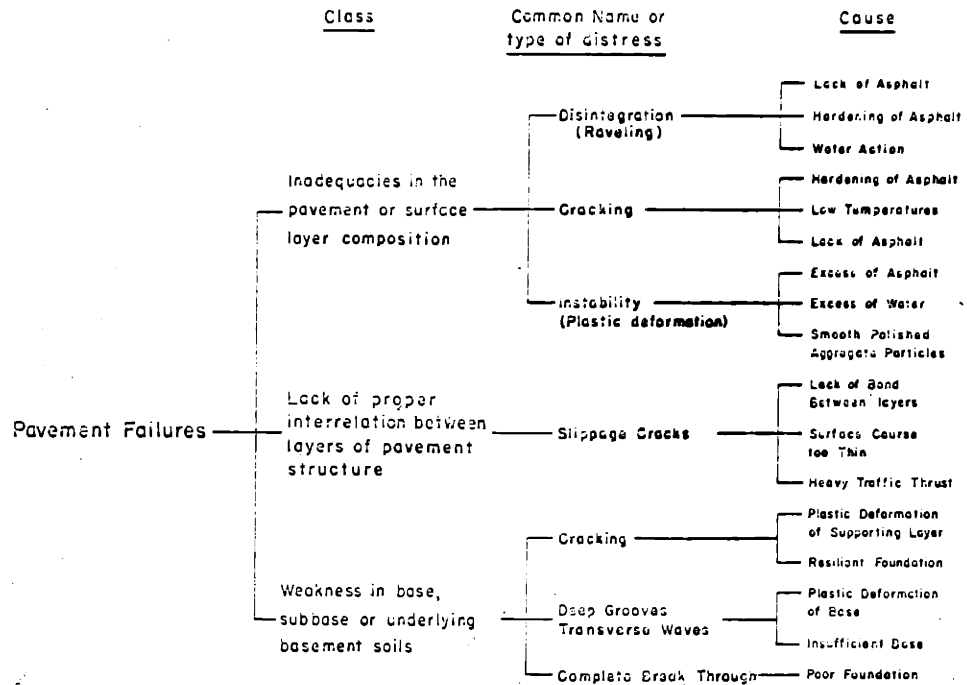 Class
Common Name or
type of distress
Cause
Pavement Failures
Inadequacies in the
pavement or surface
layer composition
Disintegration
(Raveling)
Lack of Asphalt
Hardening of Asphalt
Water Action
Cracking
Hardening of Asphalt
Low Temperatures
Lack of Asphalt
Instability
(Plastic deformation)
Excess of Asphalt
Excess of Water
Smooth Polished
Aggregate Particles
Lack of proper
interrelation between
layers of pavement
structure
Slippage Cracks
Lack of Bond
Between layers
Surface Course
too Thin
Heavy Traffic Thrust
Weakness in base,
subbase or underlying
basement soils
Cracking
Plastic Deformation
of Supporting Layer
Resilient Foundation
Deep Grooves
Transverse Waves
Plastic Deformation
of Base
Insufficient Base
Complete Break Through
Poor Foundation